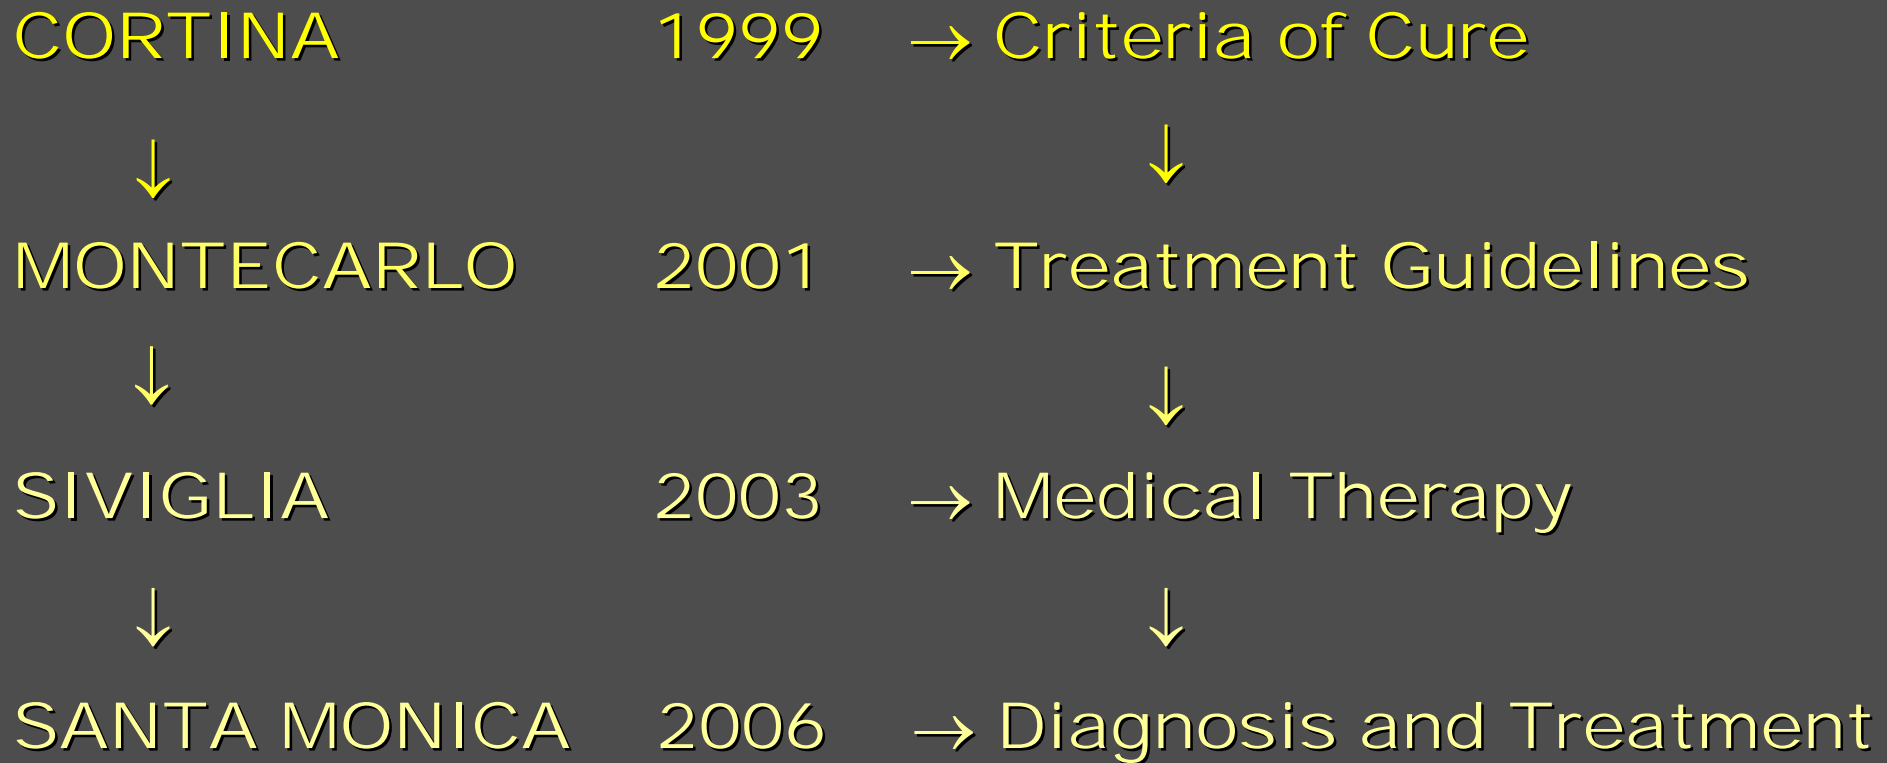 CORTINA 1999 → Criteria of Cure
↓ ↓
MONTECARLO 2001 → Treatment Guidelines
↓ ↓
SIVIGLIA 2003 → Medical Therapy
↓ ↓
SANTA MONICA 2006 → Diagnosis and Treatment